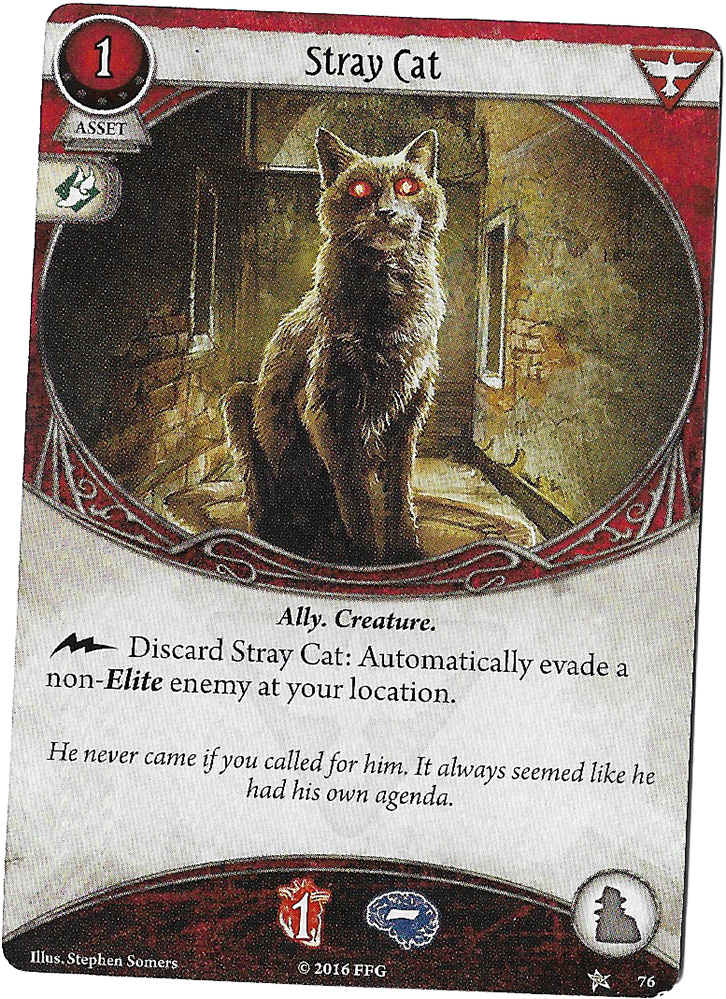 1
Stray Cat
ASSET
Ally. Creature.
Discard Stray Cat: Automatically evade a
non-Elite enemy at your location.
He never came if you called for him. It always seemed like he
had his own agenda.
1
-
Illus. Stephen Somers
© 2016 FFG
76